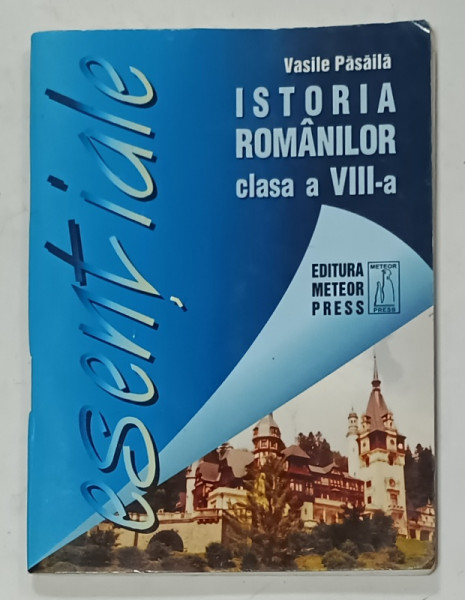 Vasile Păsăilă
ISTORIA
ROMÂNILOR
clasa a VIII-a
esențiale
EDITURA
METEOR
PRESS
METEOR
PRESS